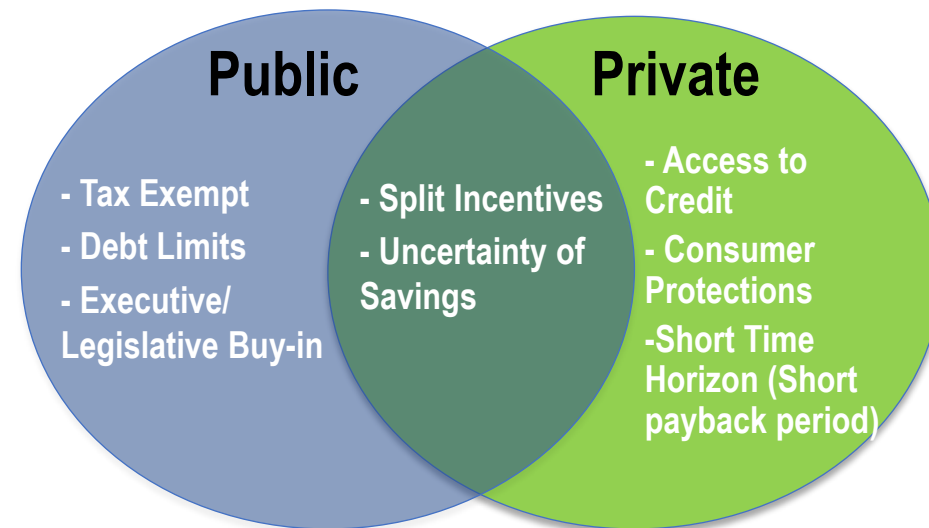 Public
- Tax Exempt
- Debt Limits
- Executive/
Legislative Buy-in
- Split Incentives
- Uncertainty of
Savings
Private
- Access to
Credit
- Consumer
Protections
-Short Time
Horizon (Short
payback period)